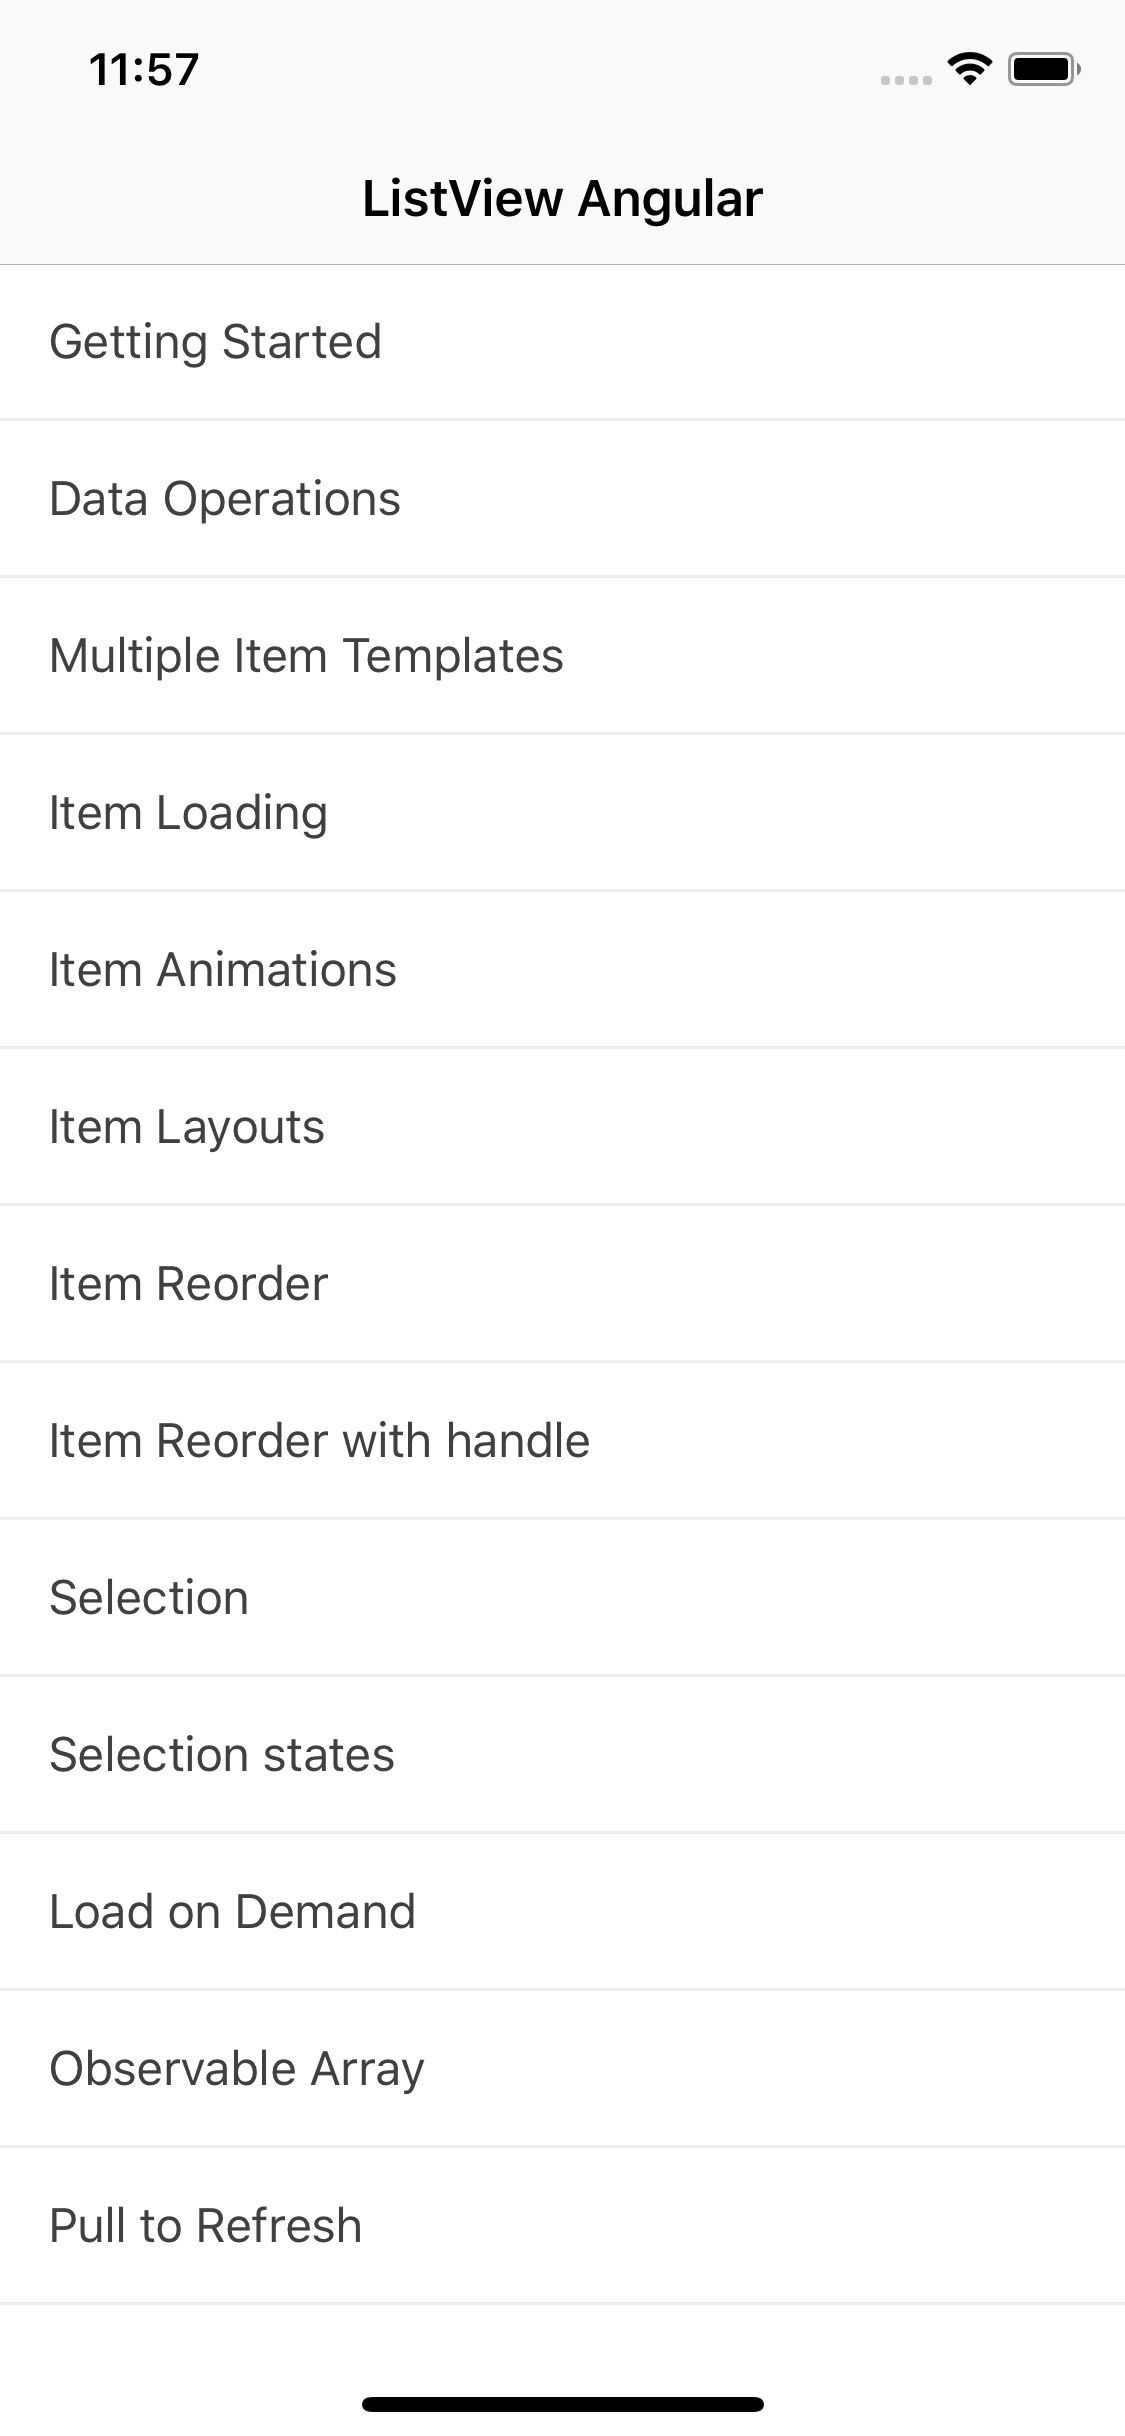 11:57
ListView Angular
Getting Started
Data Operations
Multiple Item Templates
Item Loading
Item Animations
Item Layouts
Item Reorder
Item Reorder with handle
Selection
Selection states
Load on Demand
Observable Array
Pull to Refresh